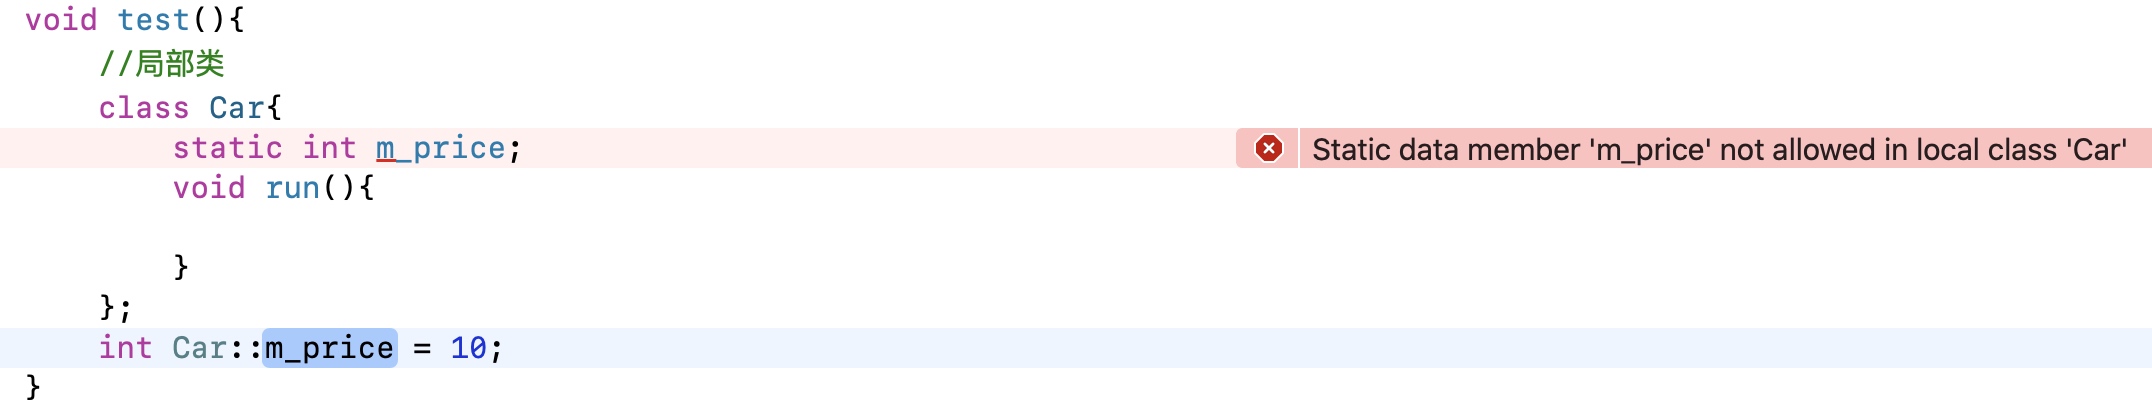 void test(){
    //局部类
    class Car{
        static int m_price; Static data member 'm_price' not allowed in local class 'Car'
        void run(){

        }
    };
    int Car::m_price = 10;
}